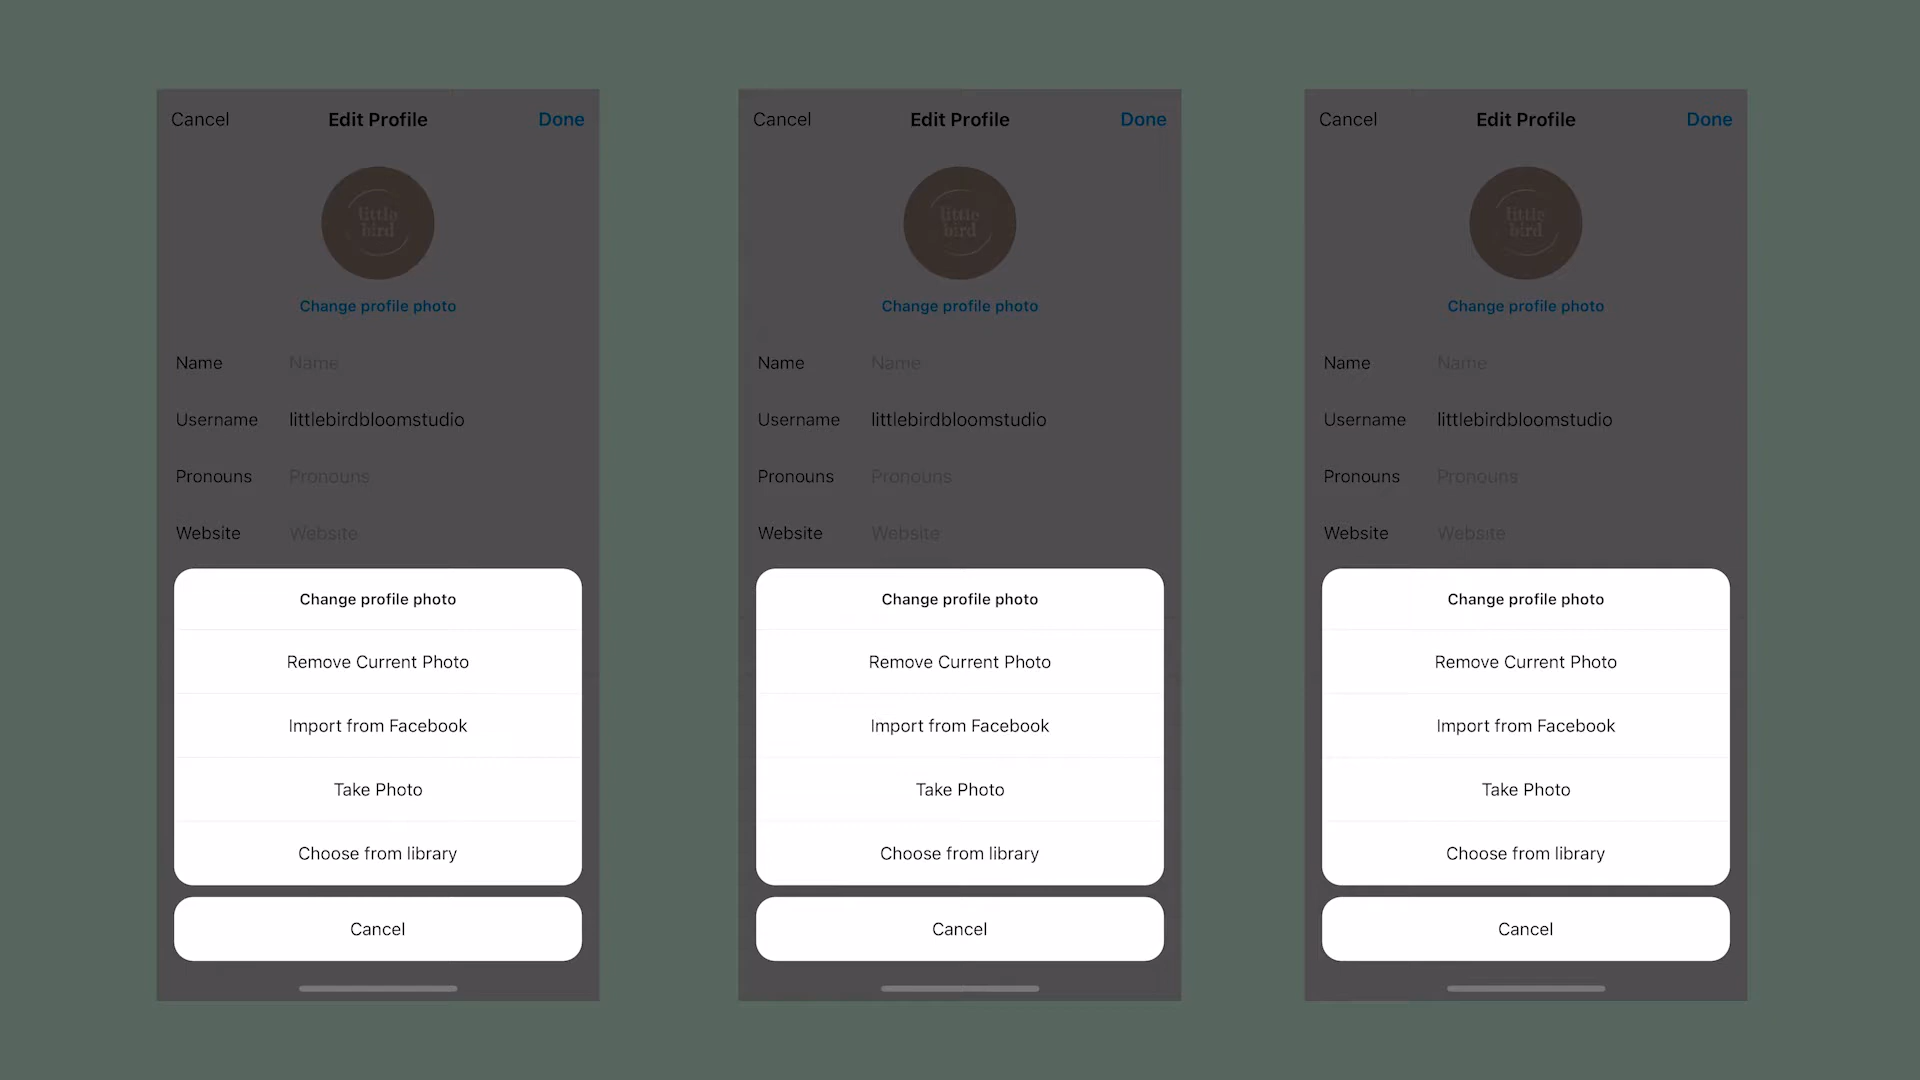 Cancel Edit Profile Done
little
bird
Change profile photo
Name Name
Username littlebirdbloomstudio
Pronouns Pronouns
Website Website
Change profile photo
Remove Current Photo
Import from Facebook
Take Photo
Choose from library
Cancel
Cancel Edit Profile Done
little
bird
Change profile photo
Name Name
Username littlebirdbloomstudio
Pronouns Pronouns
Website Website
Change profile photo
Remove Current Photo
Import from Facebook
Take Photo
Choose from library
Cancel
Cancel Edit Profile Done
little
bird
Change profile photo
Name Name
Username littlebirdbloomstudio
Pronouns Pronouns
Website Website
Change profile photo
Remove Current Photo
Import from Facebook
Take Photo
Choose from library
Cancel